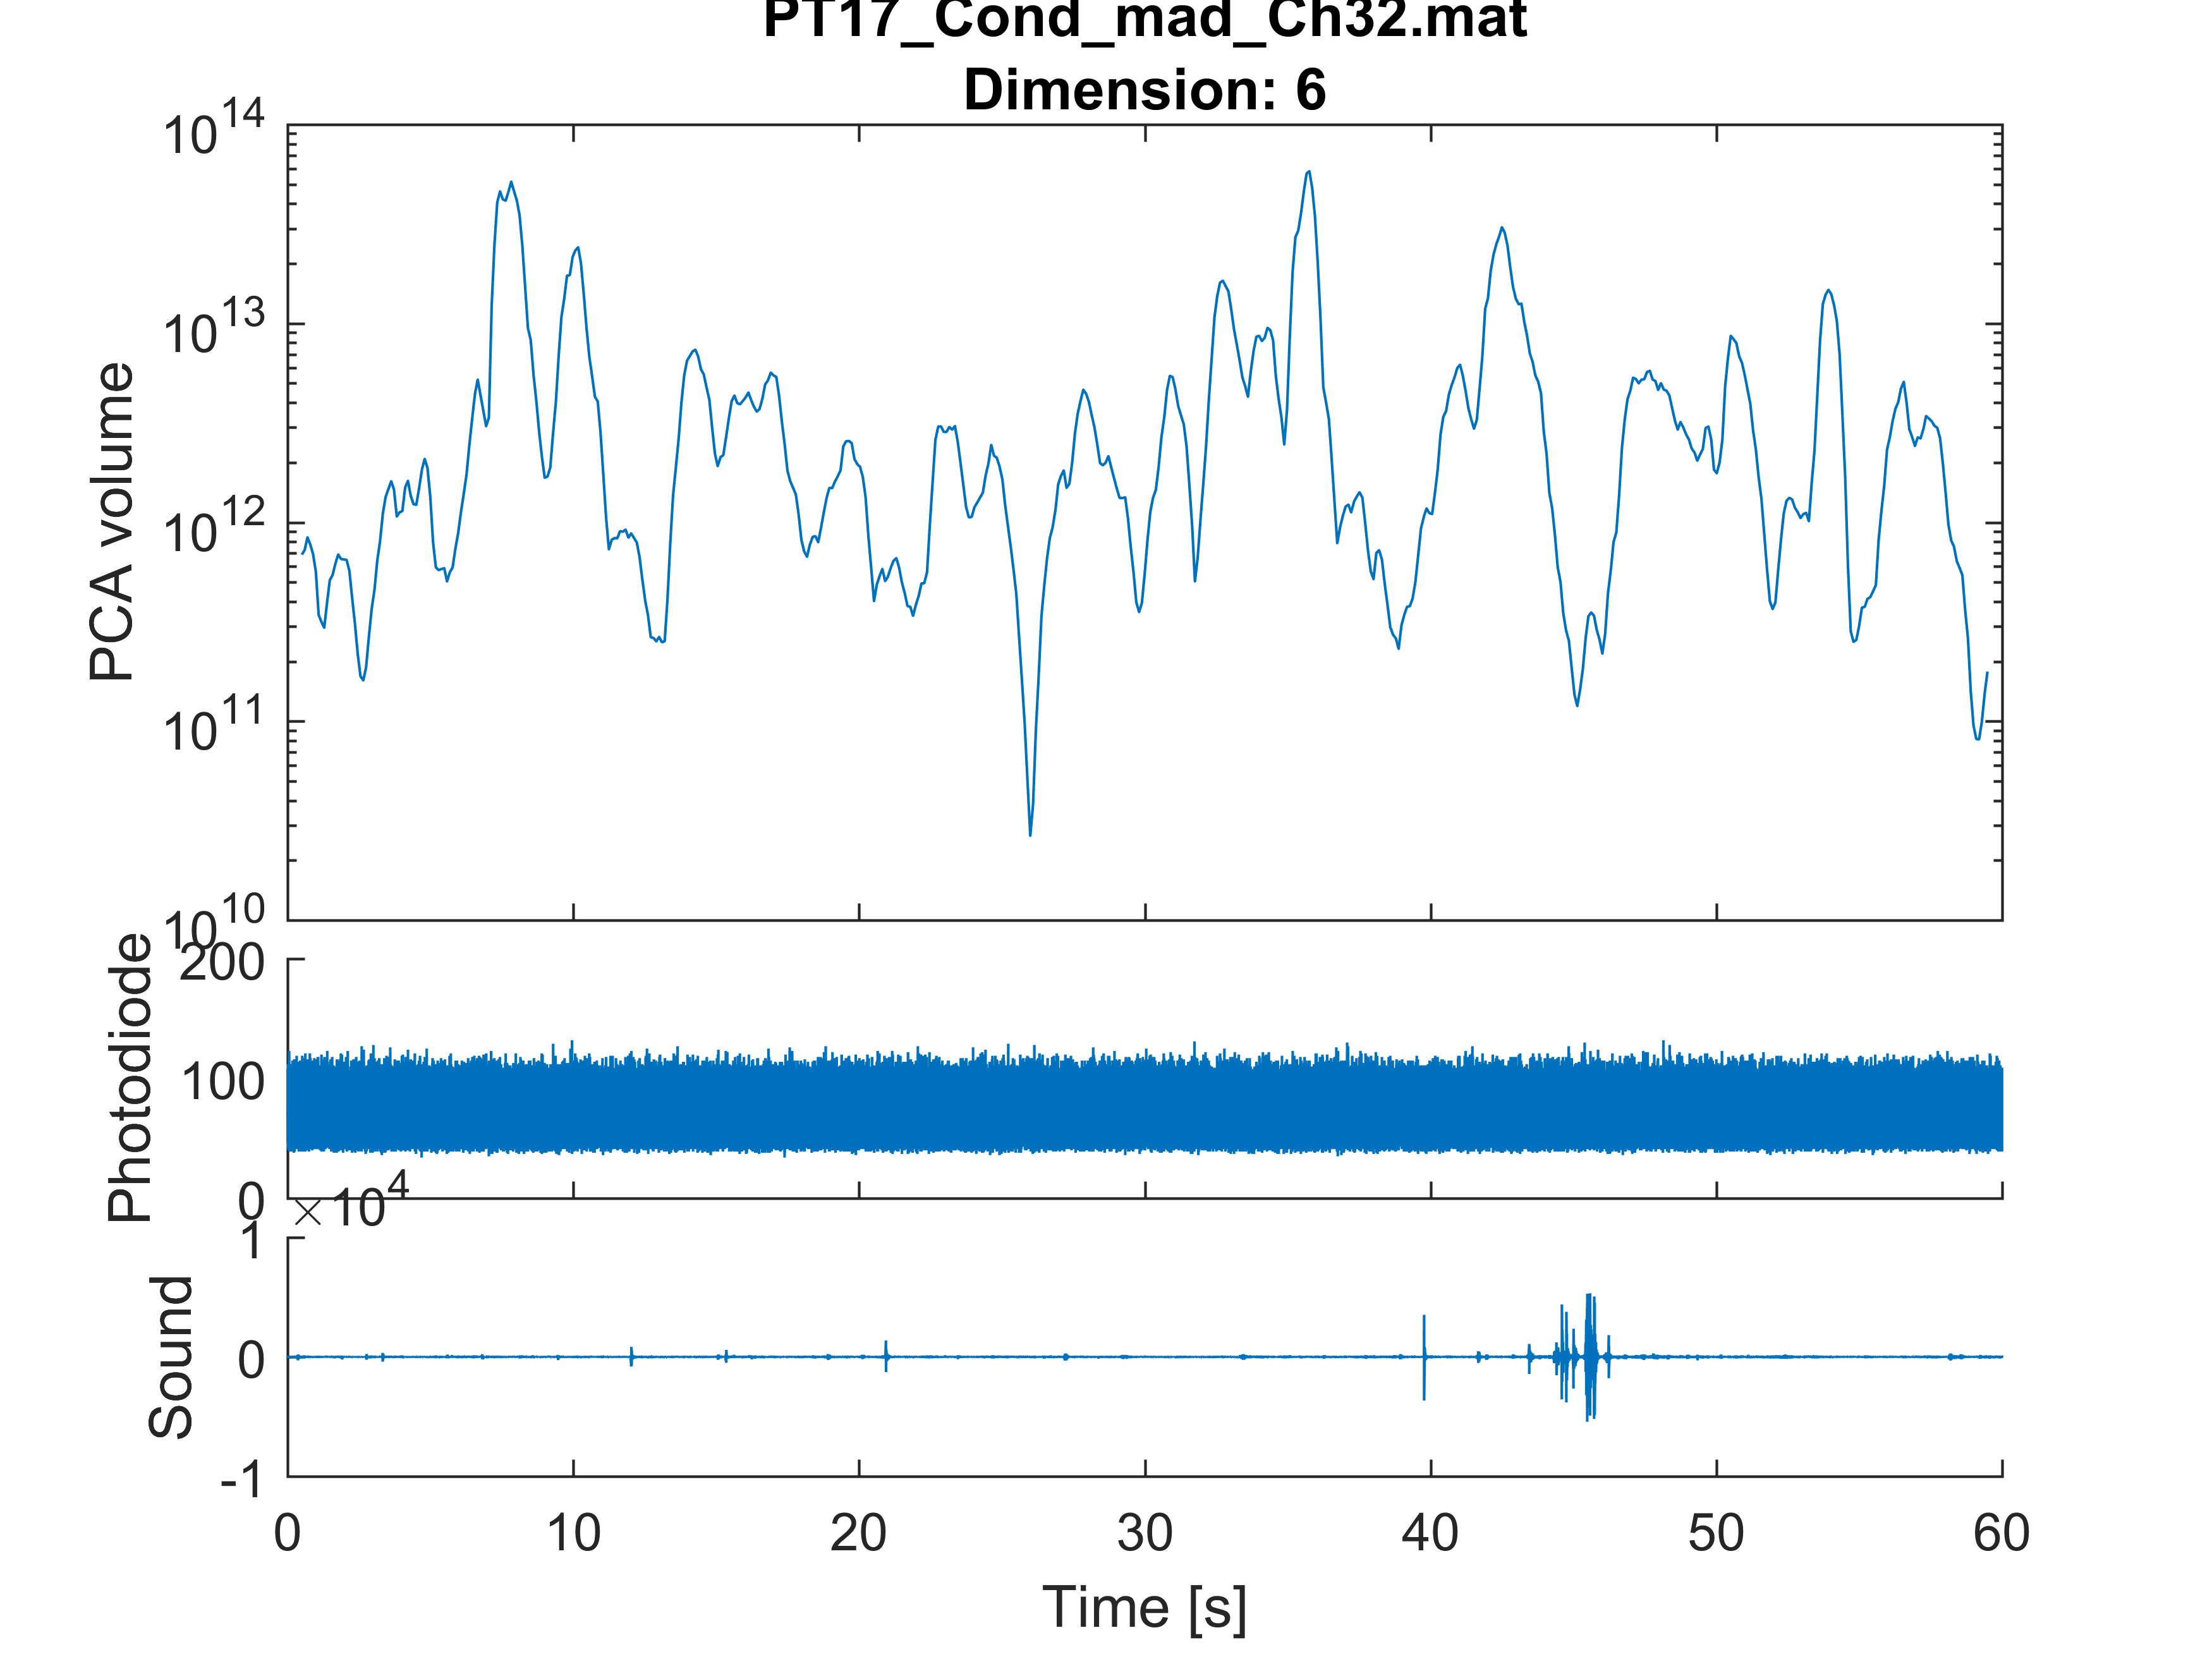 PT17_Cond_mad_Ch32.mat
Dimension: 6
PCA volume
10^14
10^13
10^12
10^11
10^10
Photodiode
200
100
0
×10^4
Sound
1
0
-1
0 10 20 30 40 50 60
Time [s]